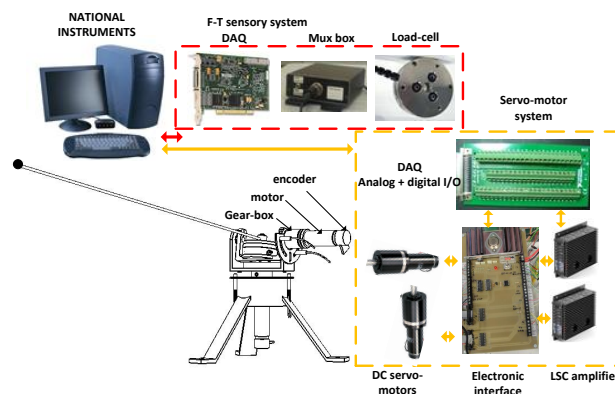 NATIONAL
INSTRUMENTS
F-T sensory system
DAQ
Mux box
Load-cell
Servo-motor
system
DAQ
Analog + digital I/O
encoder
motor
Gear-box
DC servo-
motors
Electronic
interface
LSC amplifie